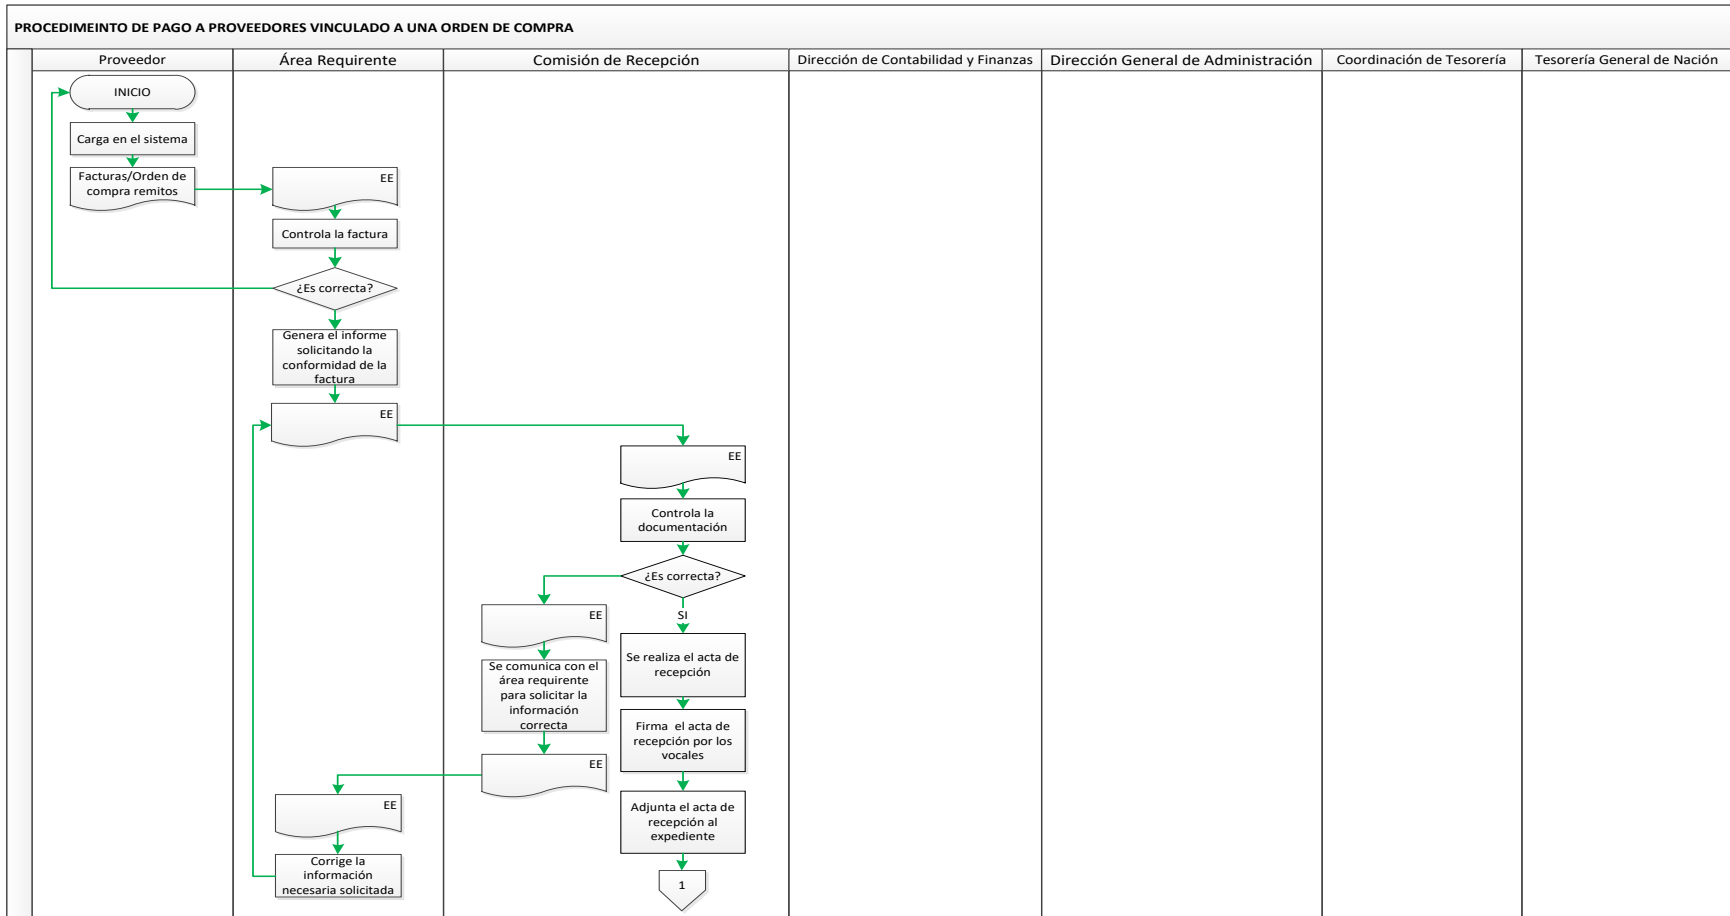 PROCEDIMEINTO DE PAGO A PROVEEDORES VINCULADO A UNA ORDEN DE COMPRA
Proveedor
Área Requirente
Comisión de Recepción
Dirección de Contabilidad y Finanzas
Dirección General de Administración
Coordinación de Tesorería
Tesorería General de Nación
INICIO
Carga en el sistema
Facturas/Orden de
compra remitos
EE
Controla la factura
¿Es correcta?
Genera el informe
solicitando la
conformidad de la
factura
EE
EE
Controla la
documentación
¿Es correcta?
SI
EE
Se comunica con el
área requirente
para solicitar la
información
correcta
Se realiza el acta de
recepción
Firma  el acta de
recepción por los
vocales
EE
EE
Adjunta el acta de
recepción al
expediente
Corrige la
información
necesaria solicitada
1